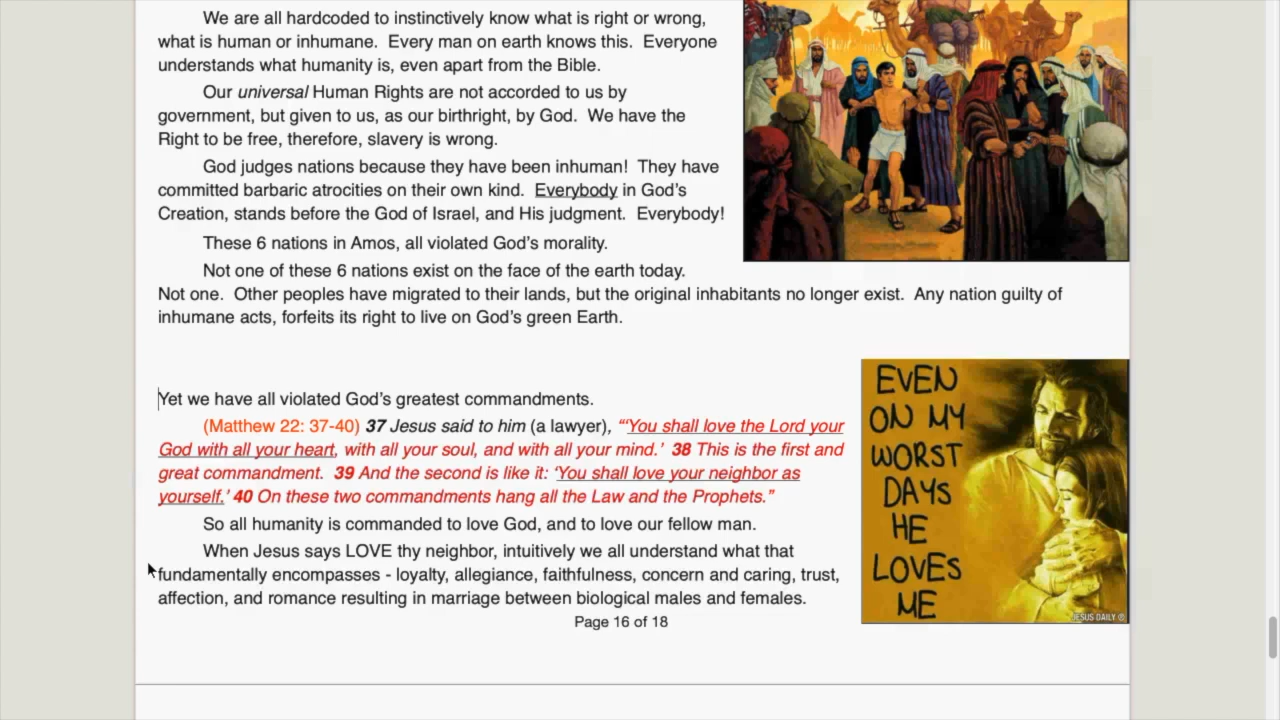 We are all hardcoded to instinctively know what is right or wrong,
what is human or inhumane.  Every man on earth knows this.  Everyone
understands what humanity is, even apart from the Bible.
Our universal Human Rights are not accorded to us by
government, but given to us, as our birthright, by God.  We have the
Right to be free, therefore, slavery is wrong.
God judges nations because they have been inhuman!  They have
committed barbaric atrocities on their own kind.  Everybody in God’s
Creation, stands before the God of Israel, and His judgment.  Everybody!
These 6 nations in Amos, all violated God’s morality.
Not one of these 6 nations exist on the face of the earth today.
Not one.  Other peoples have migrated to their lands, but the original inhabitants no longer exist.  Any nation guilty of
inhumane acts, forfeits its right to live on God’s green Earth.
Yet we have all violated God’s greatest commandments.
(Matthew 22: 37-40) 37 Jesus said to him (a lawyer), “‘You shall love the Lord your
God with all your heart, with all your soul, and with all your mind.’  38 This is the first and
great commandment.  39 And the second is like it: ‘You shall love your neighbor as
yourself.’ 40 On these two commandments hang all the Law and the Prophets.”
So all humanity is commanded to love God, and to love our fellow man.
When Jesus says LOVE thy neighbor, intuitively we all understand what that
fundamentally encompasses - loyalty, allegiance, faithfulness, concern and caring, trust,
affection, and romance resulting in marriage between biological males and females.
Page 16 of 18
EVEN
ON MY
WORST
DAYS
HE
LOVES
ME
JESUS DAILY ©